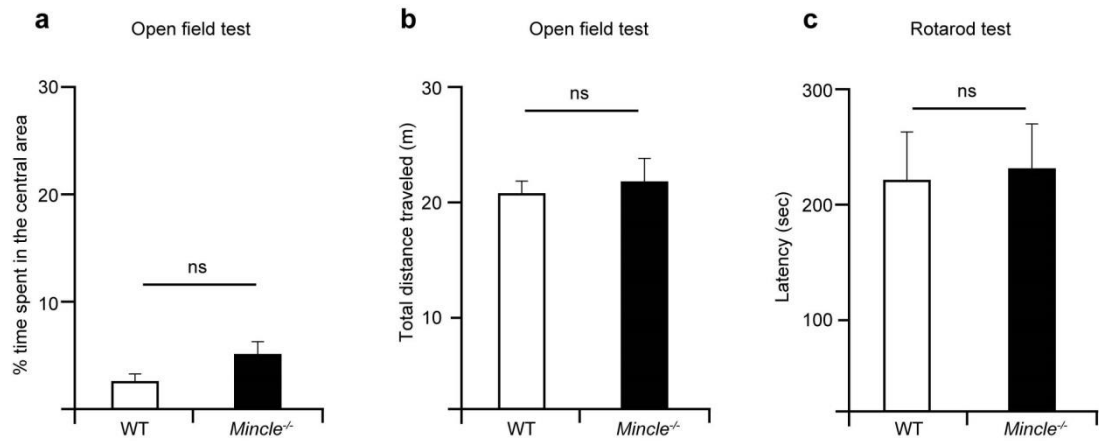 a
Open field test
% time spent in the central area
30
20
10
ns
WT
Mincle-/-
b
Open field test
Total distance traveled (m)
30
20
10
ns
WT
Mincle-/-
c
Rotarod test
Latency (sec)
300
200
100
ns
WT
Mincle-/-